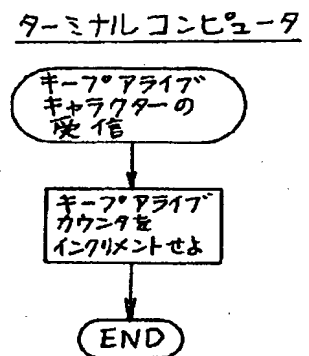 ターミナルコンピュータ
キープアライブ
キャラクターの
受信
キープアライブ
カウンタを
インクリメントせよ
END